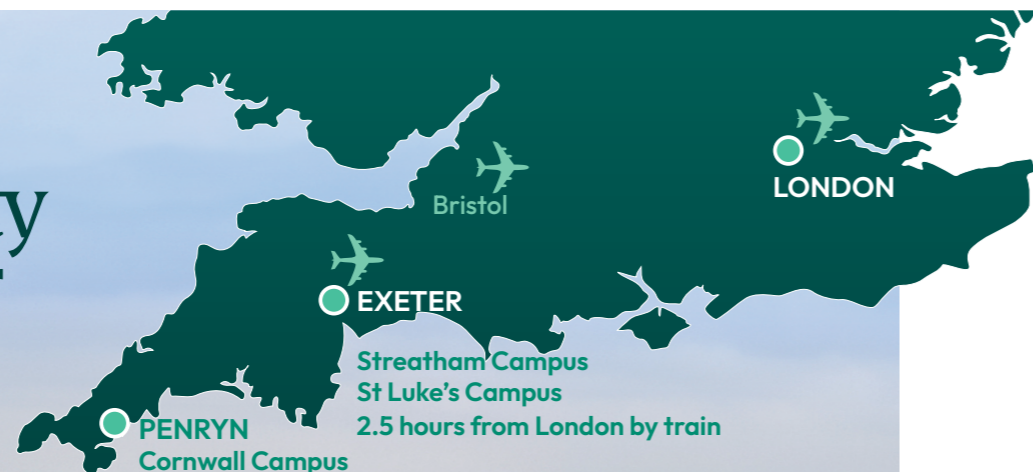 LONDON
Bristol
EXETER
Streatham Campus
St Luke's Campus
2.5 hours from London by train
PENRYN
Cornwall Campus